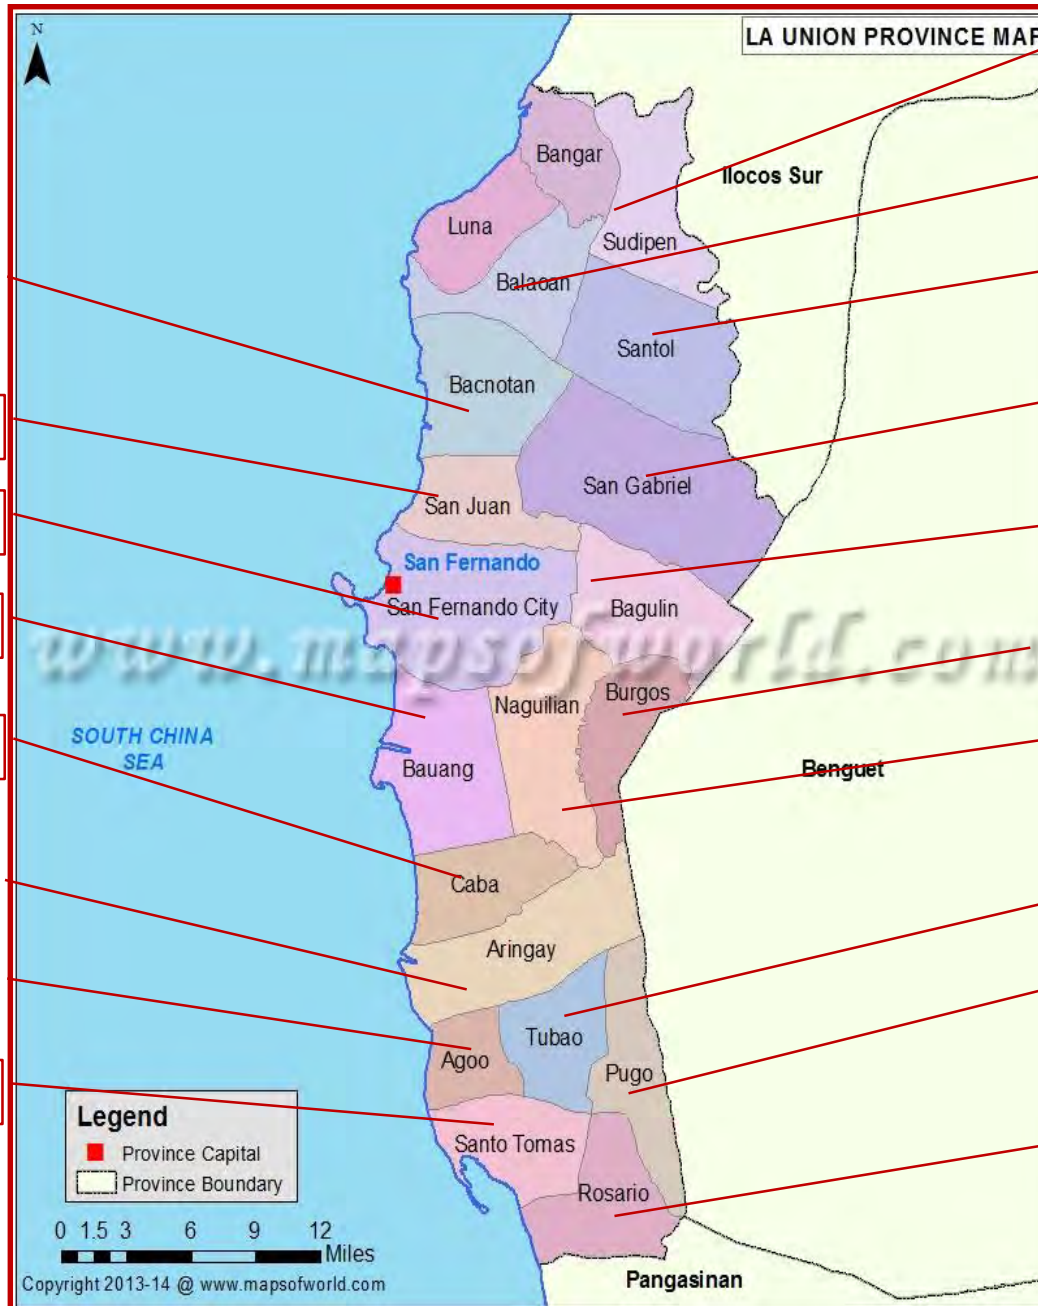 N
LA UNION PROVINCE MAP
Bangar
Ilocos Sur
Luna
Sudipen
Balaoan
Santol
Bacnotan
San Gabriel
San Juan
San Fernando
San Fernando City
Bagulin
www.mapsofworld.com
Burgos
Naguilian
SOUTH CHINA
SEA
Bauang
Benguet
Caba
Aringay
Tubao
Agoo
Pugo
Legend
Province Capital
Province Boundary
Santo Tomas
Rosario
0 1.5 3 6 9 12
Miles
Pangasinan
Copyright 2013-14 @ www.mapsofworld.com